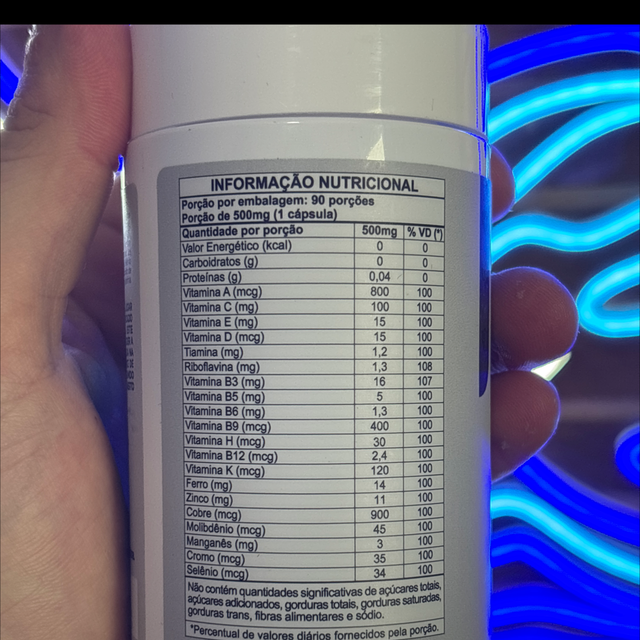 INFORMAÇÃO NUTRICIONAL
Porção por embalagem: 90 porções
Porção de 500mg (1 cápsula)
Quantidade por porção 500mg % VD (*)
Valor Energético (kcal) 0 0
Carboidratos (g) 0 0
Proteínas (g) 0,04 0
Vitamina A (mcg) 800 100
Vitamina C (mg) 100 100
Vitamina E (mg) 15 100
Vitamina D (mcg) 15 100
Tiamina (mg) 1,2 100
Riboflavina (mg) 1,3 108
Vitamina B3 (mg) 16 107
Vitamina B5 (mg) 5 100
Vitamina B6 (mg) 1,3 100
Vitamina B9 (mcg) 400 100
Vitamina H (mcg) 30 100
Vitamina B12 (mcg) 2,4 100
Vitamina K (mcg) 120 100
Ferro (mg) 14 100
Zinco (mg) 11 100
Cobre (mcg) 900 100
Molibdênio (mcg) 45 100
Manganês (mg) 3 100
Cromo (mcg) 35 100
Selênio (mcg) 34 100
Não contém quantidades significativas de açúcares totais,
açúcares adicionados, gorduras totais, gorduras saturadas,
gorduras trans, fibras alimentares e sódio.
*Percentual de valores diários fornecidos pela porção.